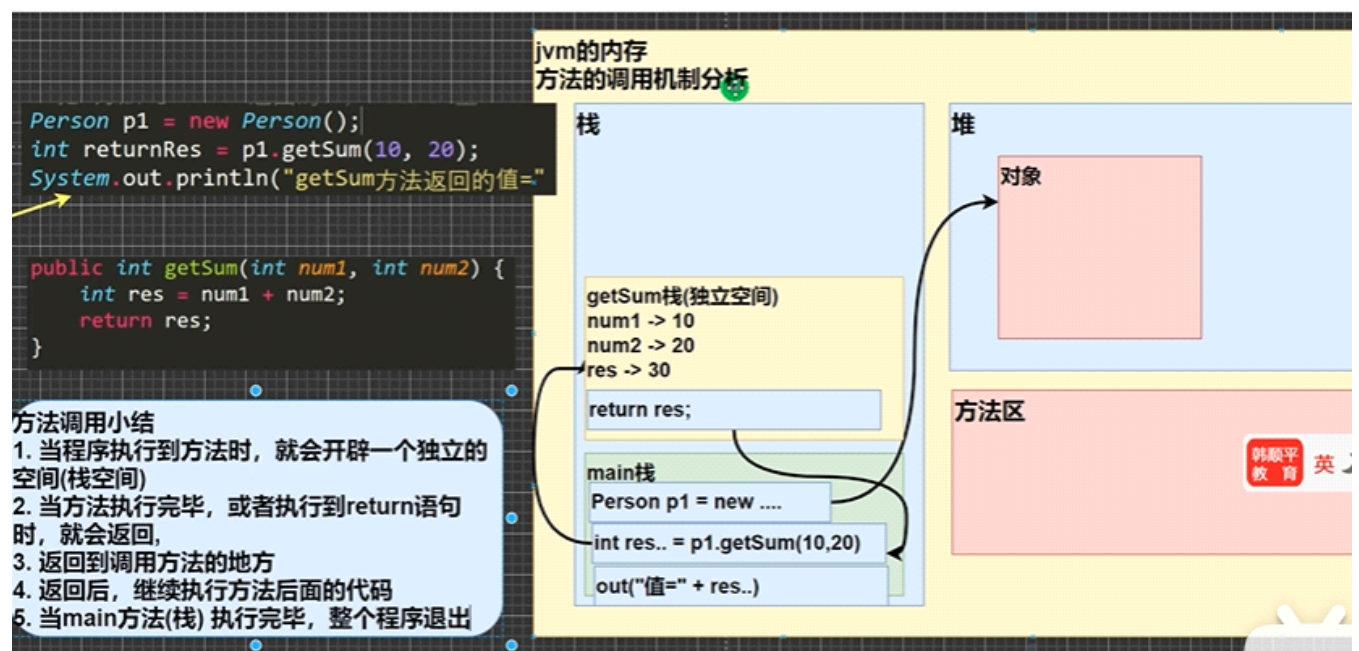 Person p1 = new Person();
int returnRes = p1.getSum(10, 20);
System.out.println("getSum方法返回的值="
public int getSum(int num1, int num2) {
int res = num1 + num2;
return res;
}
方法调用小结
1. 当程序执行到方法时，就会开辟一个独立的
空间(栈空间)
2. 当方法执行完毕，或者执行到return语句
时，就会返回，
3. 返回到调用方法的地方
4. 返回后，继续执行方法后面的代码
5. 当main方法(栈) 执行完毕，整个程序退出
jvm的内存
方法的调用机制分析
栈
getSum栈(独立空间)
num1 -> 10
num2 -> 20
res -> 30
return res;
main栈
Person p1 = new ....
int res.. = p1.getSum(10,20)
out("值=" + res..)
堆
对象
方法区
韩顺平
教 育
英